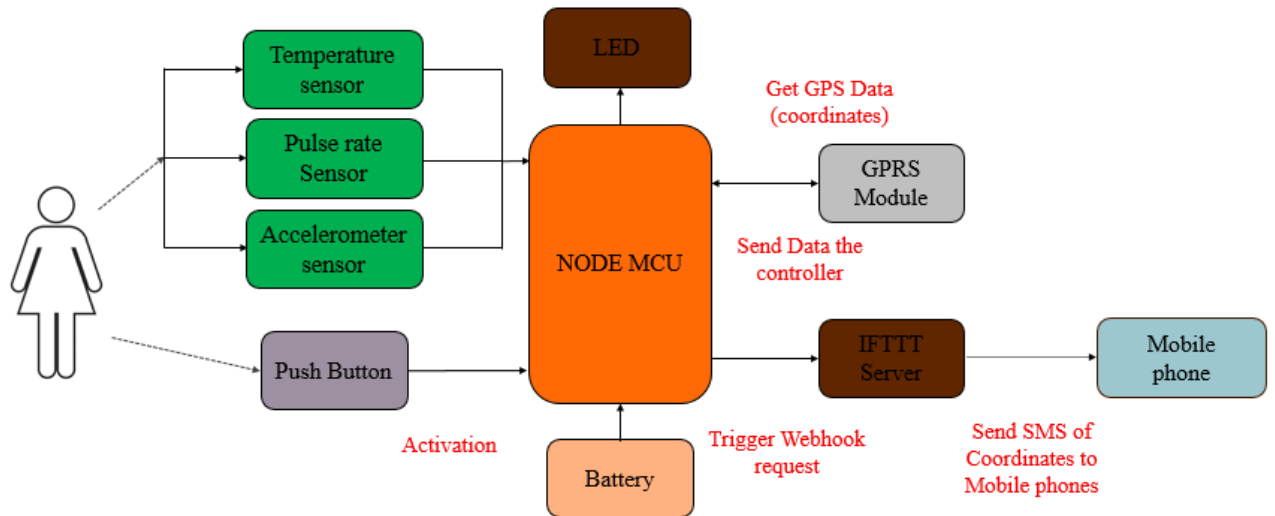 Temperature
sensor
LED
Get GPS Data
(coordinates)
Pulse rate
Sensor
GPRS
Module
Accelerometer
sensor
NODE MCU
Send Data the
controller
Push Button
IFTTT
Server
Mobile
phone
Activation
Trigger Webhook
request
Send SMS of
Coordinates to
Mobile phones
Battery